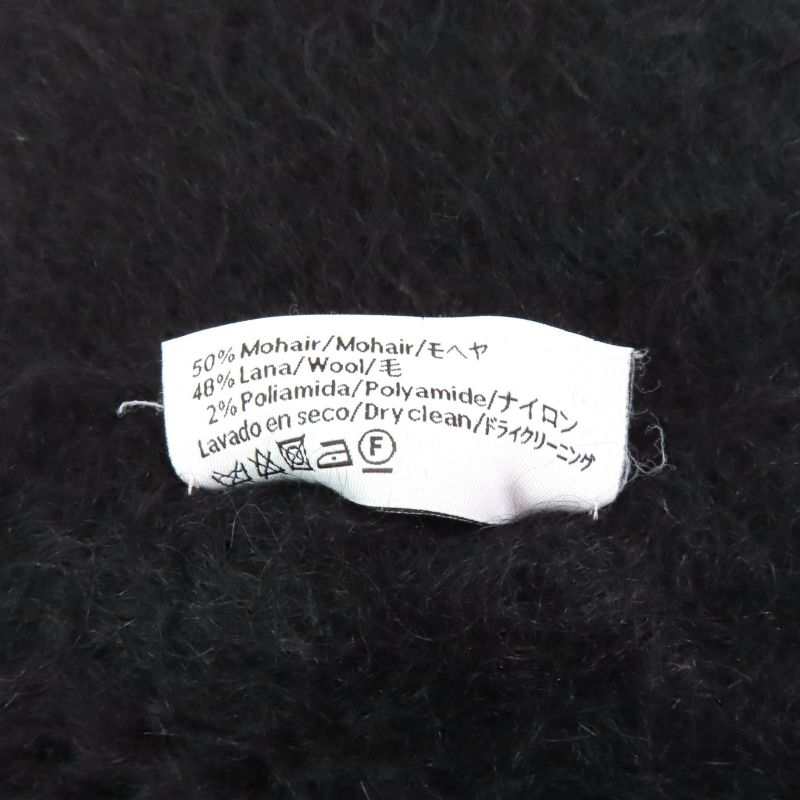 50% Mohair/Mohair/モヘヤ
48% Lana/Wool/毛
2% Poliamida/Polyamide/ナイロン
Lavado en seco/Dry clean/ドライクリーニング
F